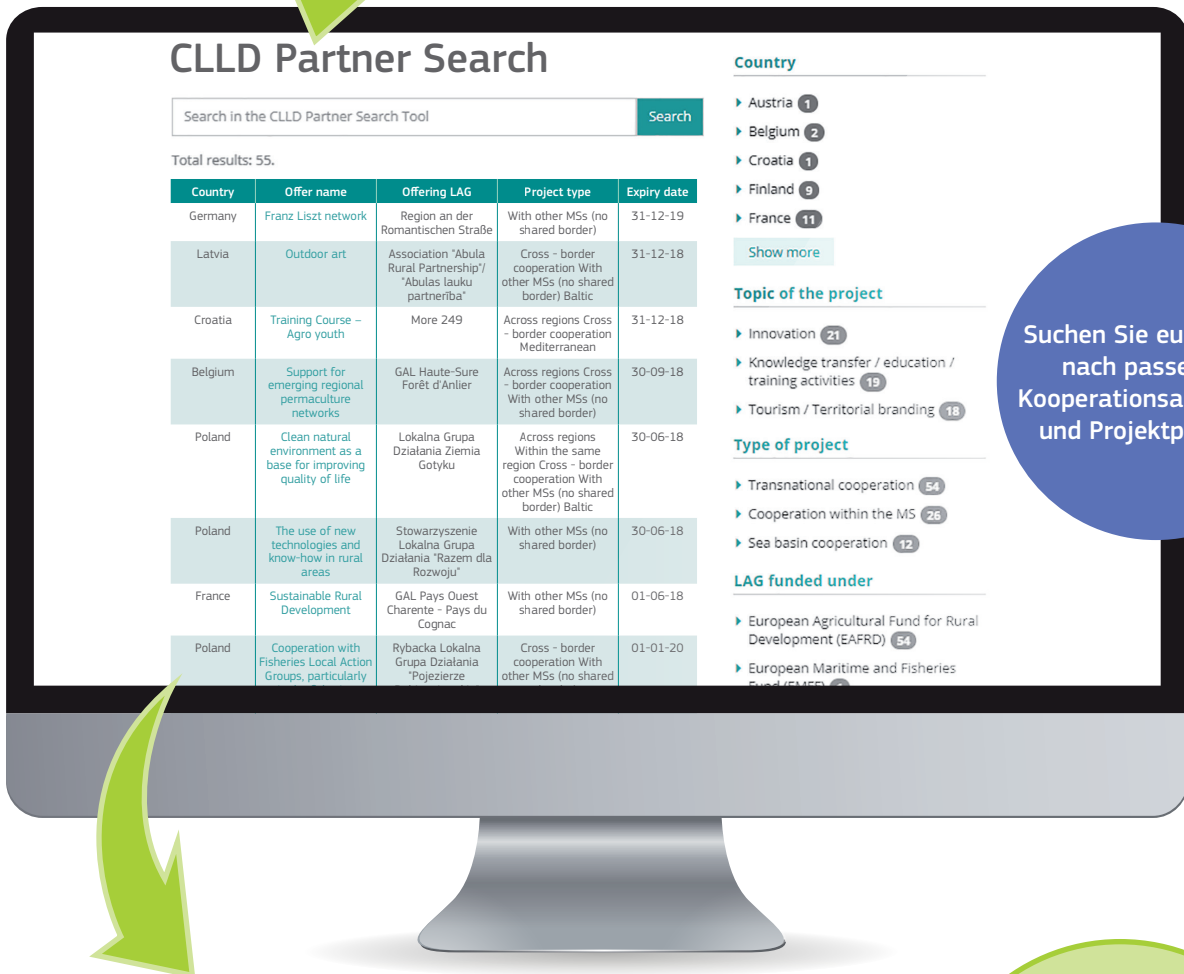 CLLD Partner Search
Search in the CLLD Partner Search Tool
Search
Total results: 55.
Country Offer name Offering LAG Project type Expiry date
Germany Franz Liszt network Region an der With other MSs (no 31-12-19
Romantischen Straße shared border)
Latvia Outdoor art Association "Abula Cross - border 31-12-18
Rural Partnership"/ cooperation With
"Abulas lauku other MSs (no shared
partnerība" border) Baltic
Croatia Training Course – More 249 Across regions Cross 31-12-18
Agro youth - border cooperation
Mediterranean
Belgium Support for GAL Haute-Sure Across regions Cross 30-09-18
emerging regional Forêt d'Anlier - border cooperation
permaculture With other MSs (no
networks shared border)
Poland Clean natural Lokalna Grupa Across regions 30-06-18
environment as a Działania Ziemia Within the same
base for improving Gotyku region Cross - border
quality of life cooperation With
other MSs (no shared
border) Baltic
Poland The use of new Stowarzyszenie With other MSs (no 30-06-18
technologies and Lokalna Grupa shared border)
know-how in rural Działania "Razem dla
areas Rozwoju"
France Sustainable Rural GAL Pays Ouest With other MSs (no 01-06-18
Development Charente - Pays du shared border)
Cognac
Poland Cooperation with Rybacka Lokalna Cross - border 01-01-20
Fisheries Local Action Grupa Działania cooperation With
Groups, particularly "Pojezierze other MSs (no shared
Country
Austria 1
Belgium 2
Croatia 1
Finland 9
France 11
Show more
Topic of the project
Innovation 21
Knowledge transfer / education /
training activities 19
Tourism / Territorial branding 18
Type of project
Transnational cooperation 54
Cooperation within the MS 26
Sea basin cooperation 12
LAG funded under
European Agricultural Fund for Rural
Development (EAFRD) 54
European Maritime and Fisheries
Fund (EMFF)
Suchen Sie eu
nach passe
Kooperationsa
und Projektp